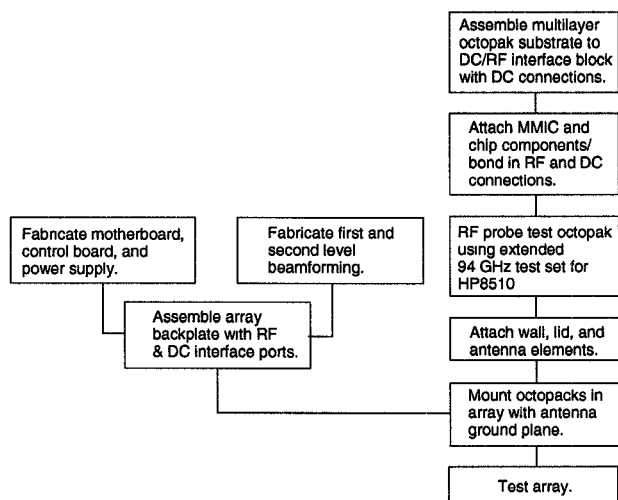 Assemble multilayer
octopak substrate to
DC/RF interface block
with DC connections.
Attach MMIC and
chip components/
bond in RF and DC
connections.
Fabricate motherboard,
control board, and
power supply.
Fabricate first and
second level
beamforming.
RF probe test octopak
using extended
94 GHz test set for
HP8510
Assemble array
backplate with RF
& DC interface ports.
Attach wall, lid, and
antenna elements.
Mount octopacks in
array with antenna
ground plane.
Test array.